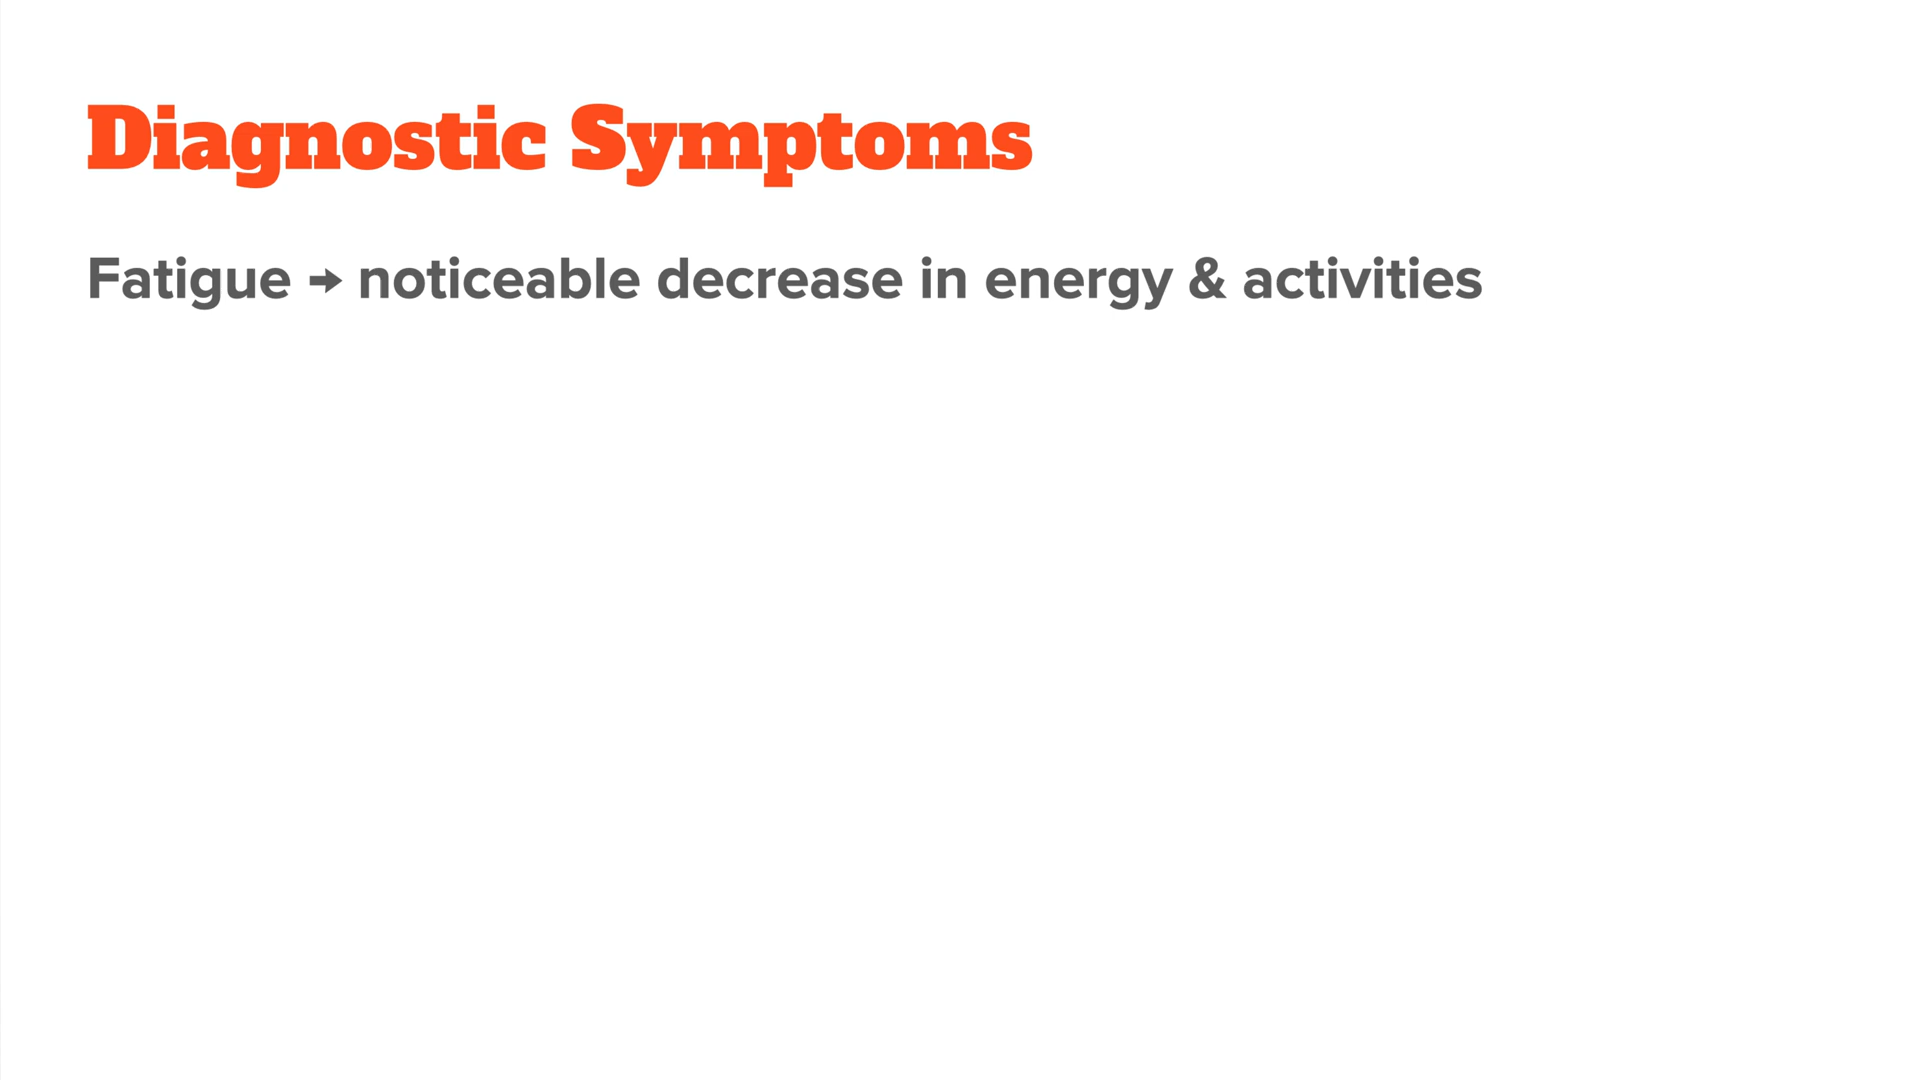 Diagnostic Symptoms
Fatigue → noticeable decrease in energy & activities